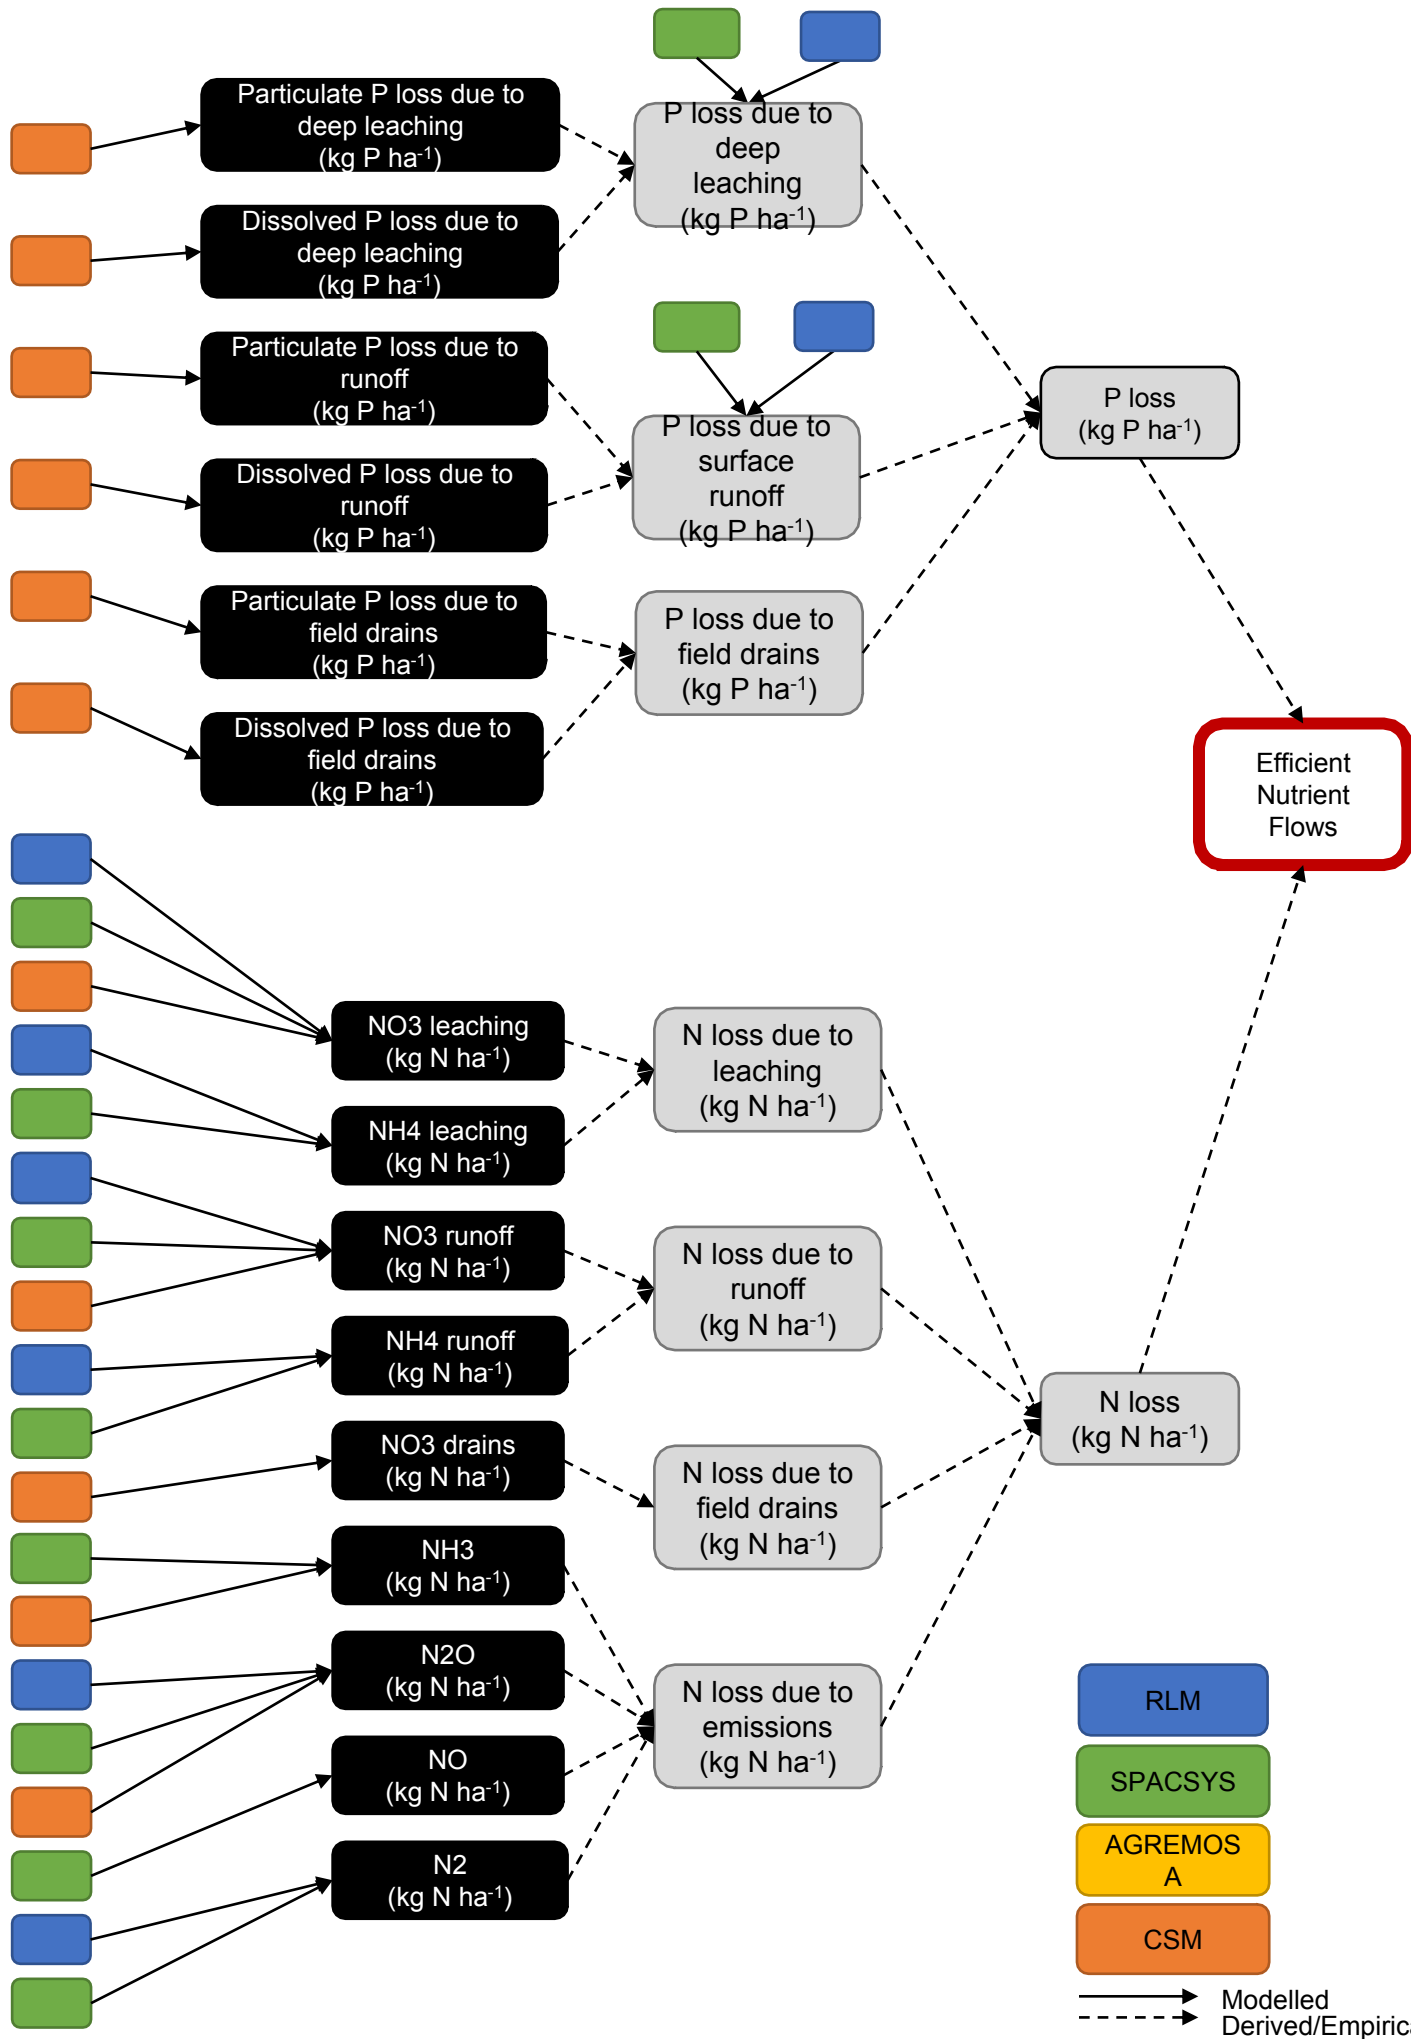 Particulate P loss due to
deep leaching
(kg P ha⁻¹)
Dissolved P loss due to
deep leaching
(kg P ha⁻¹)
Particulate P loss due to
runoff
(kg P ha⁻¹)
Dissolved P loss due to
runoff
(kg P ha⁻¹)
Particulate P loss due to
field drains
(kg P ha⁻¹)
Dissolved P loss due to
field drains
(kg P ha⁻¹)
P loss due to
deep
leaching
(kg P ha⁻¹)
P loss due to
surface
runoff
(kg P ha⁻¹)
P loss due to
field drains
(kg P ha⁻¹)
P loss
(kg P ha⁻¹)
Efficient
Nutrient
Flows
NO3 leaching
(kg N ha⁻¹)
NH4 leaching
(kg N ha⁻¹)
NO3 runoff
(kg N ha⁻¹)
NH4 runoff
(kg N ha⁻¹)
NO3 drains
(kg N ha⁻¹)
NH3
(kg N ha⁻¹)
N2O
(kg N ha⁻¹)
NO
(kg N ha⁻¹)
N2
(kg N ha⁻¹)
N loss due to
leaching
(kg N ha⁻¹)
N loss due to
runoff
(kg N ha⁻¹)
N loss due to
field drains
(kg N ha⁻¹)
N loss due to
emissions
(kg N ha⁻¹)
N loss
(kg N ha⁻¹)
RLM
SPACSYS
AGREMOS
A
CSM
Modelled
Derived/Empirica